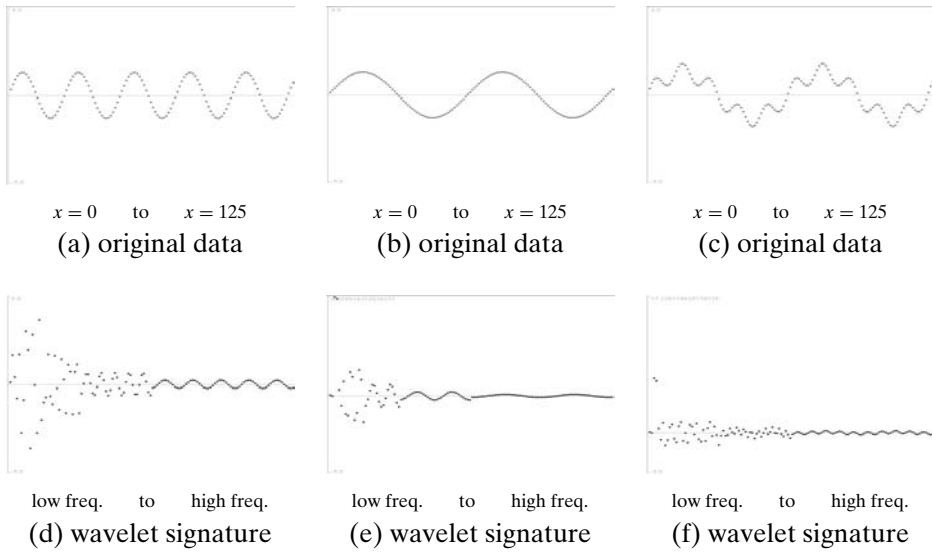 x = 0 to x = 125
(a) original data
x = 0 to x = 125
(b) original data
x = 0 to x = 125
(c) original data
low freq. to high freq.
(d) wavelet signature
low freq. to high freq.
(e) wavelet signature
low freq. to high freq.
(f) wavelet signature